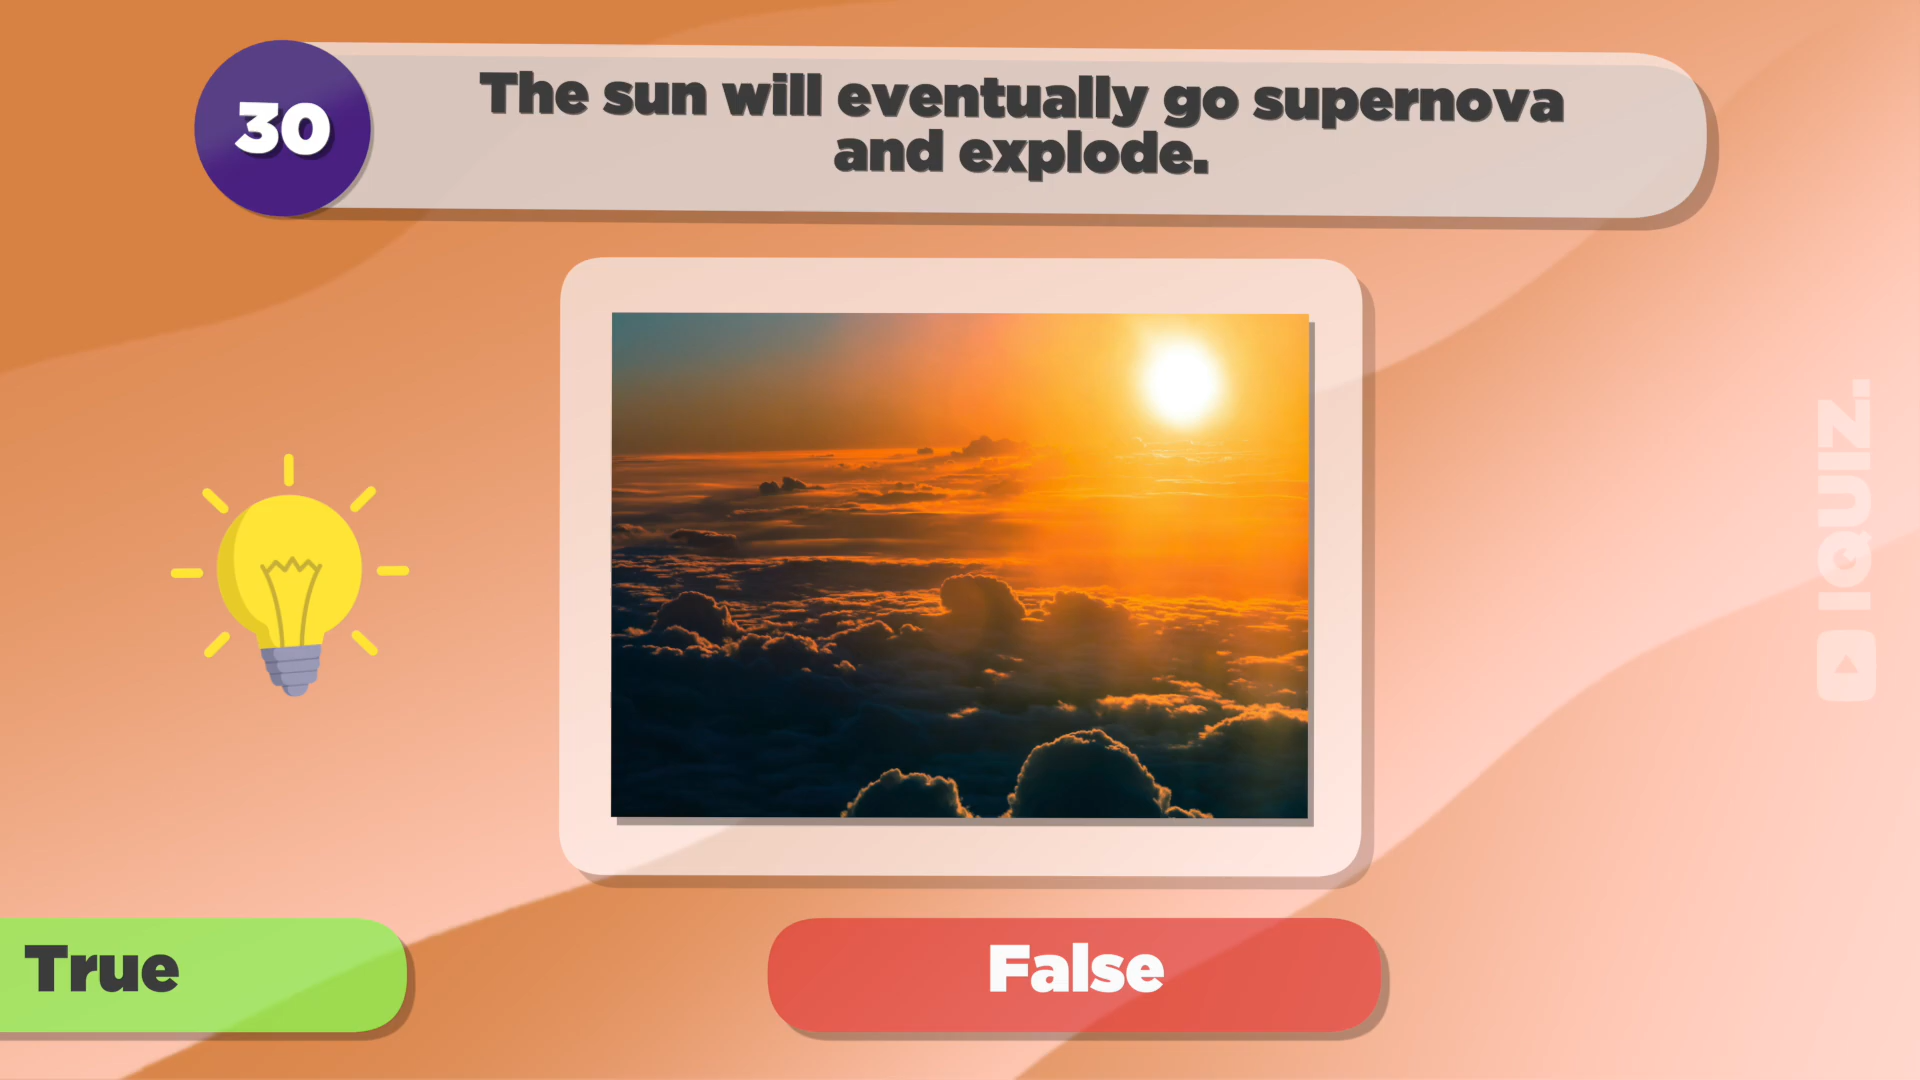 30
The sun will eventually go supernova
and explode.
True
False
IQUIZ.